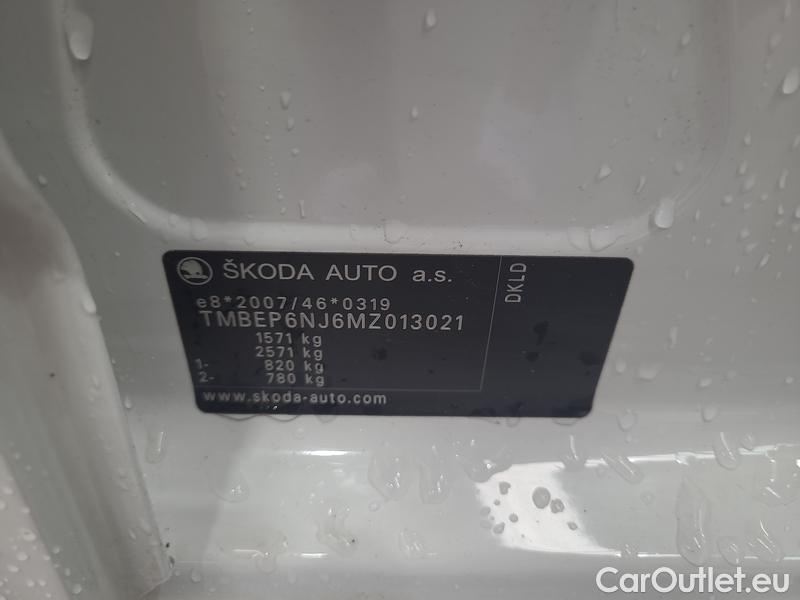 ŠKODA AUTO a.s.
e8*2007/46*0319
TMBEP6NJ6MZ013021
1571 kg
2571 kg
1- 820 kg
2- 780 kg
www.skoda-auto.com
DKLD
CarOutlet.eu